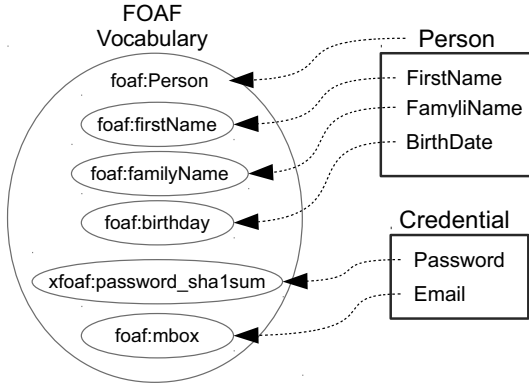 FOAF
Vocabulary
foaf:Person
foaf:firstName
foaf:familyName
foaf:birthday
xfoaf:password_sha1sum
foaf:mbox
Person
FirstName
FamyliName
BirthDate
Credential
Password
Email